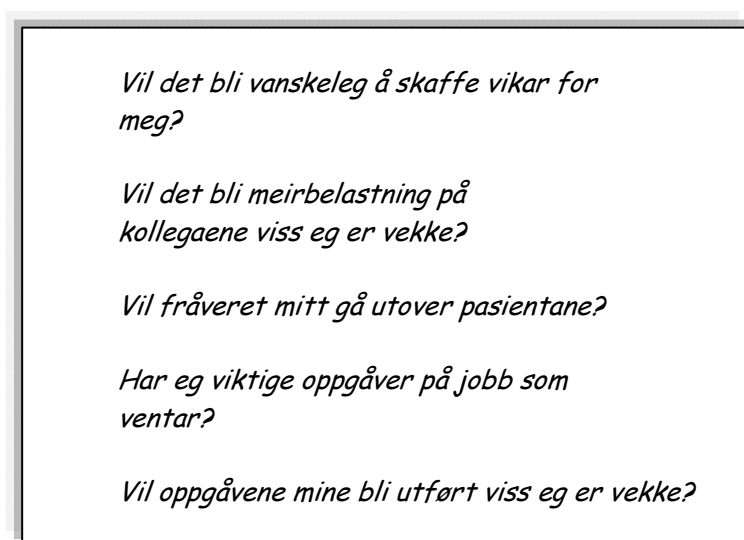 Vil det bli vanskeleg å skaffe vikar for
meg?
Vil det bli meirbelastning på
kollegaene viss eg er vekke?
Vil fråveret mitt gå utover pasientane?
Har eg viktige oppgåver på jobb som
ventar?
Vil oppgåvene mine bli utført viss eg er vekke?